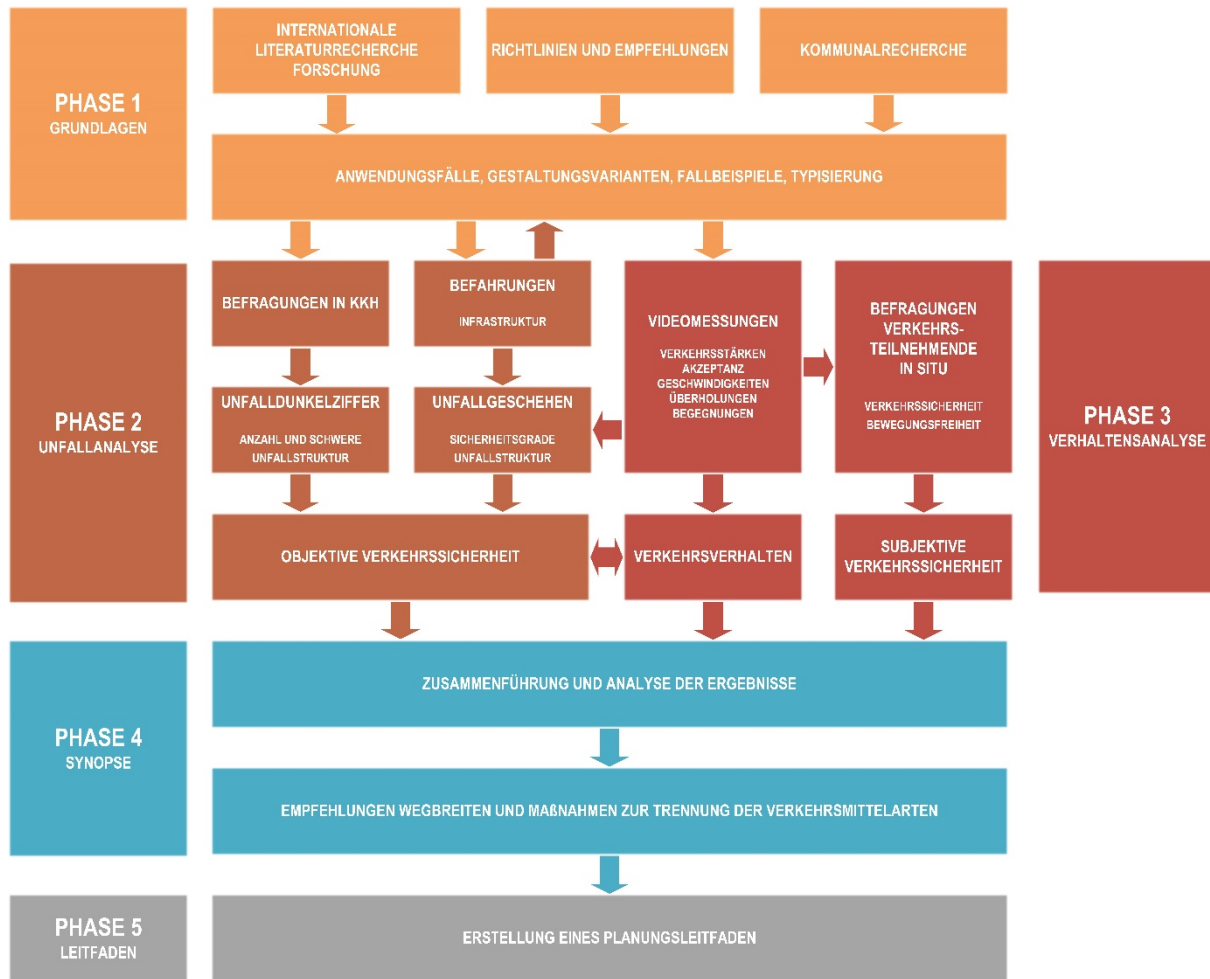 PHASE 1
GRUNDLAGEN
INTERNATIONALE
LITERATURRECHERCHE
FORSCHUNG
RICHTLINIEN UND EMPFEHLUNGEN
KOMMUNALRECHERCHE
ANWENDUNGSFÄLLE, GESTALTUNGSVARIANTEN, FALLBEISPIELE, TYPISIERUNG
PHASE 2
UNFALLANALYSE
BEFRAGUNGEN IN KKH
BEFAHRUNGEN
INFRASTRUKTUR
UNFALLDUNKELZIFFER
ANZAHL UND SCHWERE
UNFALLSTRUKTUR
UNFALLGESCHEHEN
SICHERHEITSGRADE
UNFALLSTRUKTUR
VIDEOMESSUNGEN
VERKEHRSSTÄRKEN
AKZEPTANZ
GESCHWINDIGKEITEN
ÜBERHOLUNGEN
BEGEGNUNGEN
BEFRAGUNGEN
VERKEHRS-
TEILNEHMENDE
IN SITU
VERKEHRSSICHERHEIT
BEWEGUNGSFREIHEIT
PHASE 3
VERHALTENSANALYSE
OBJEKTIVE VERKEHRSSICHERHEIT
VERKEHRSVERHALTEN
SUBJEKTIVE
VERKEHRSSICHERHEIT
PHASE 4
SYNOPSE
ZUSAMMENFÜHRUNG UND ANALYSE DER ERGEBNISSE
EMPFEHLUNGEN WEGBREITEN UND MAßNAHMEN ZUR TRENNUNG DER VERKEHRSMITTELARTEN
PHASE 5
LEITFADEN
ERSTELLUNG EINES PLANUNGSLEITFADEN